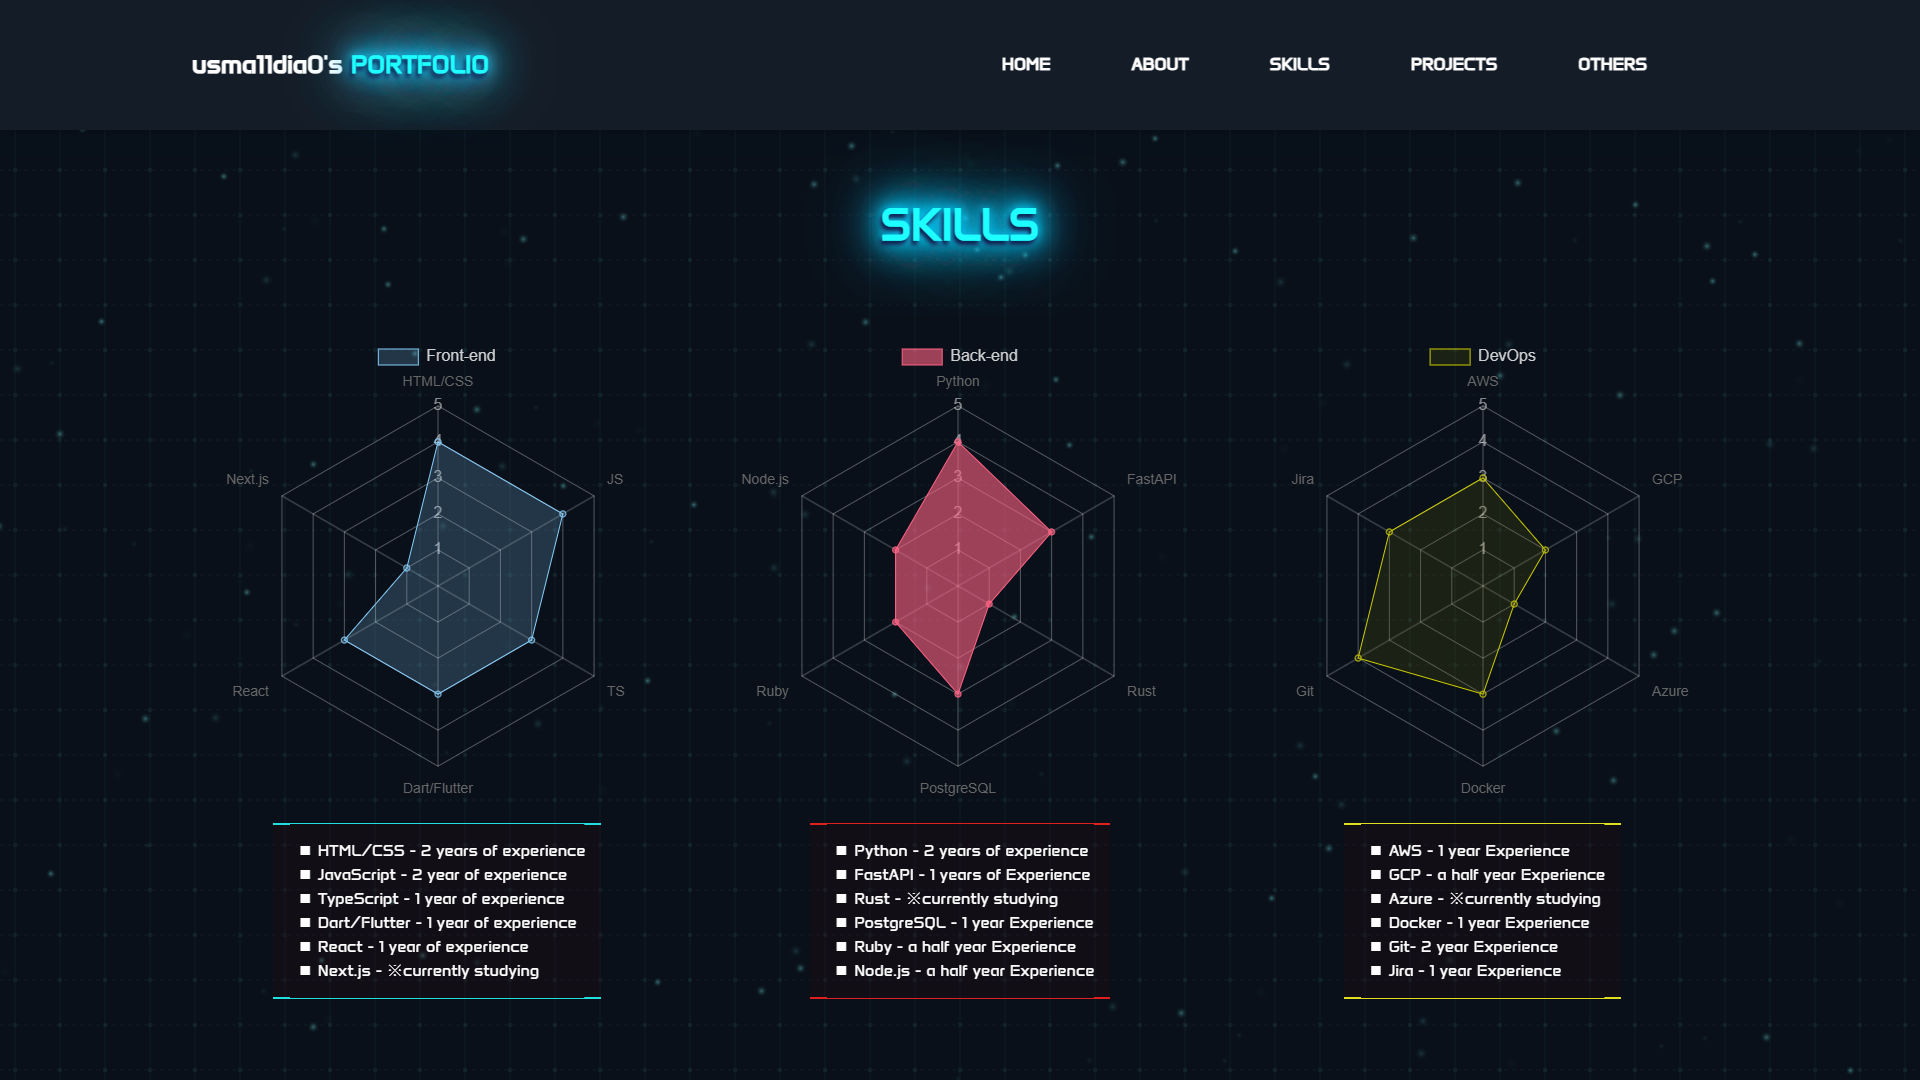 usma11dia0's PORTFOLIO
HOME ABOUT SKILLS PROJECTS OTHERS
SKILLS
Front-end
HTML/CSS
5
4
3
2
1
JS
TS
Dart/Flutter
React
Next.js
■ HTML/CSS - 2 years of experience
■ JavaScript - 2 year of experience
■ TypeScript - 1 year of experience
■ Dart/Flutter - 1 year of experience
■ React - 1 year of experience
■ Next.js - ※currently studying
Back-end
Python
5
4
3
2
1
FastAPI
Rust
PostgreSQL
Ruby
Node.js
■ Python - 2 years of experience
■ FastAPI - 1 years of Experience
■ Rust - ※currently studying
■ PostgreSQL - 1 year Experience
■ Ruby - a half year Experience
■ Node.js - a half year Experience
DevOps
AWS
5
4
3
2
1
GCP
Azure
Docker
Git
Jira
■ AWS - 1 year Experience
■ GCP - a half year Experience
■ Azure - ※currently studying
■ Docker - 1 year Experience
■ Git- 2 year Experience
■ Jira - 1 year Experience